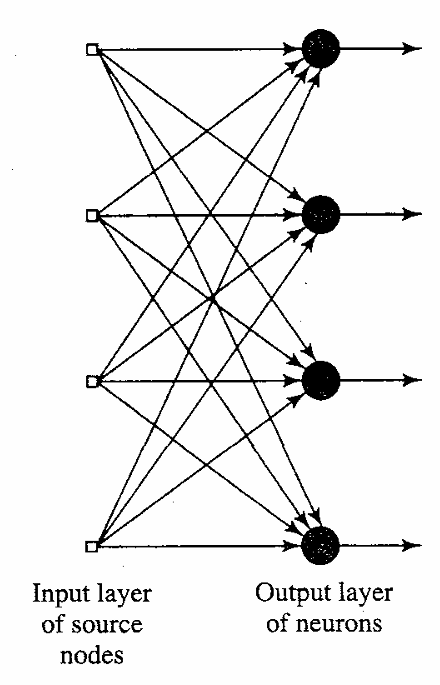 Input layer
of source
nodes
Output layer
of neurons